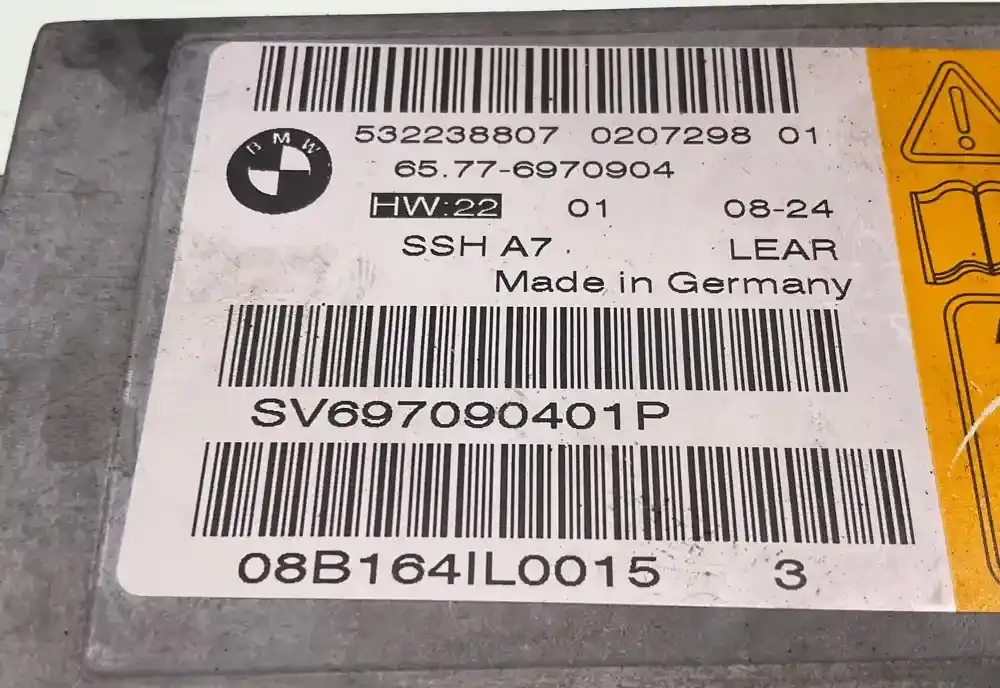 532238807 0207298 01
BMW
65.77-6970904
HW:22 01 08-24
SSH A7 LEAR
Made in Germany
SV697090401P
08B164IL0015 3